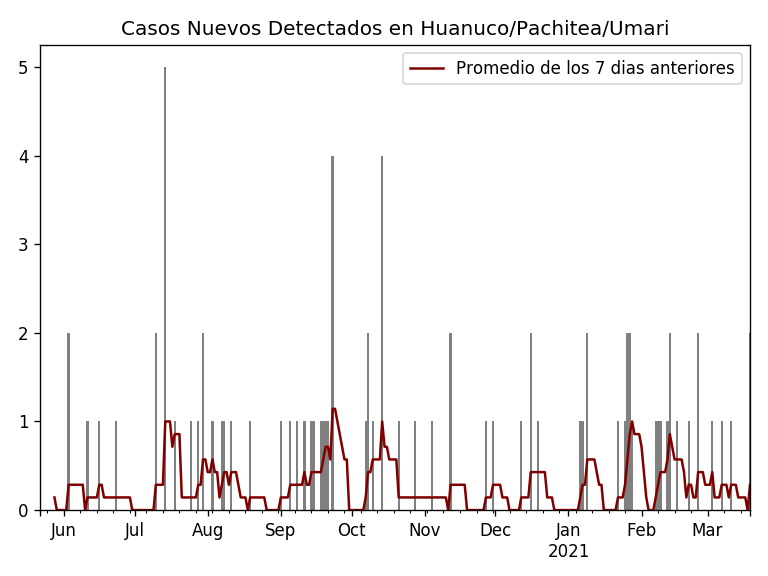 Casos Nuevos Detectados en Huanuco/Pachitea/Umari
Promedio de los 7 dias anteriores
5
4
3
2
1
0
Jun Jul Aug Sep Oct Nov Dec Jan Feb Mar
2021